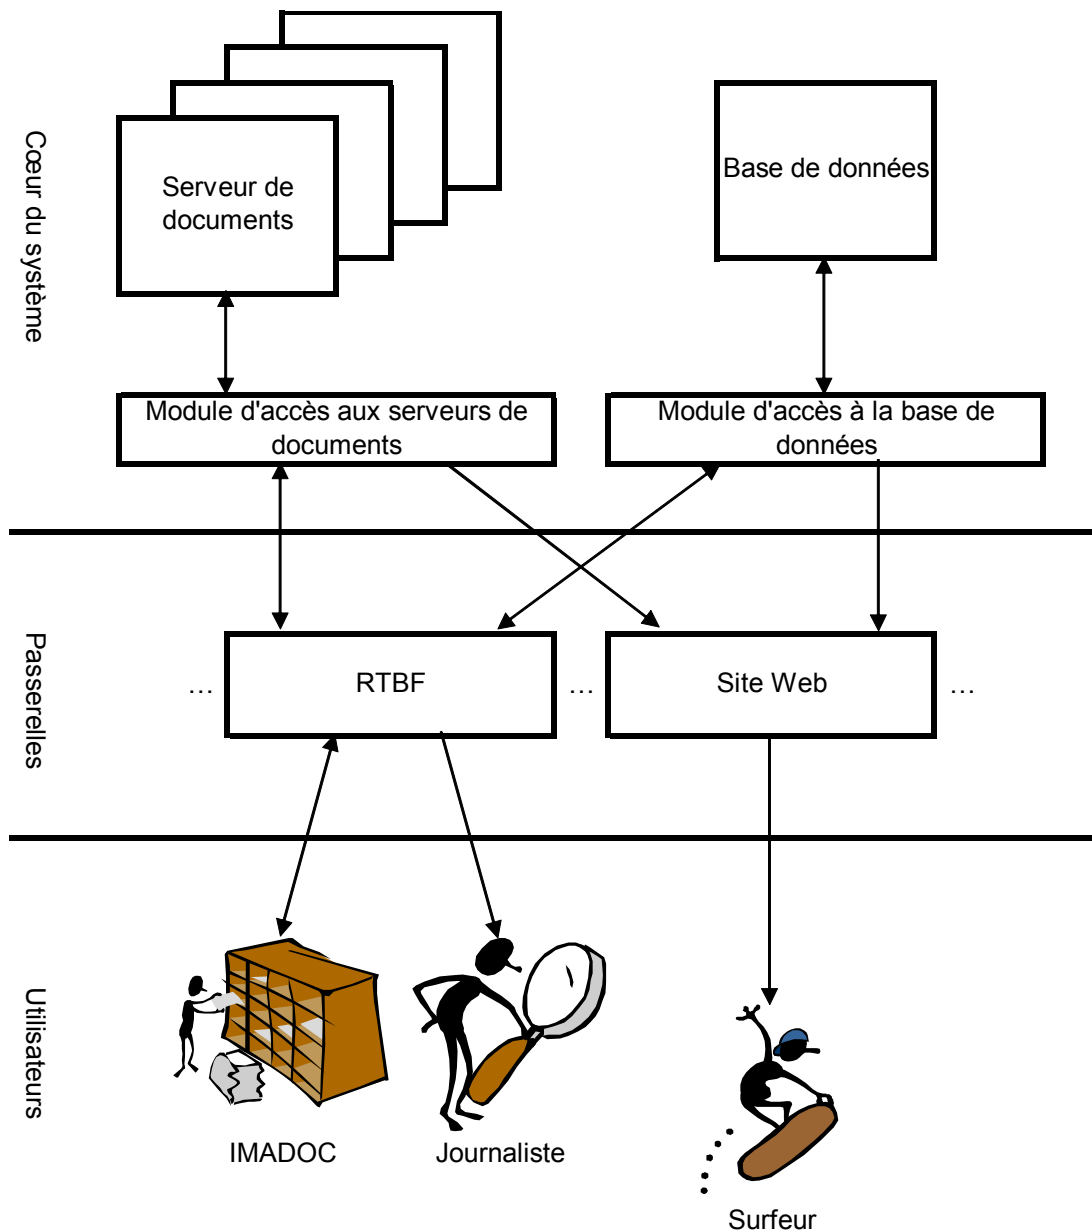 Cœur du système
Serveur de
documents
Base de données
Module d'accès aux serveurs de
documents
Module d'accès à la base de
données
Passerelles
...
RTBF
...
Site Web
...
Utilisateurs
IMADOC
Journaliste
Surfeur